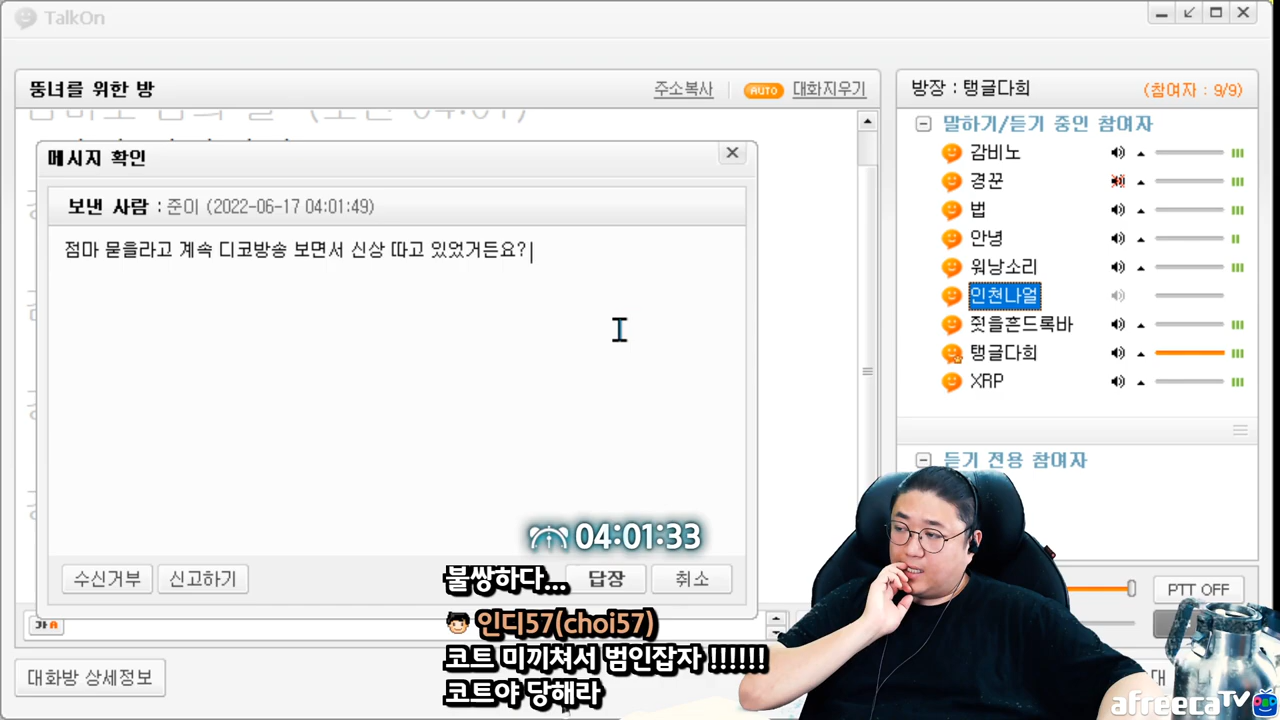 TalkOn
뚱녀를 위한 방
주소복사
AUTO
대화지우기
메시지 확인
보낸 사람 : 준이 (2022-06-17 04:01:49)
점마 묻을라고 계속 디코방송 보면서 신상 따고 있었거든요?
수신거부
신고하기
답장
취소
가A
대화방 상세정보
방장 : 탱글다희
(참여자 : 9/9)
말하기/듣기 중인 참여자
감비노
경꾼
법
안녕
워낭소리
인천나얼
줫을흔드록바
탱글다희
XRP
듣기 전용 참여자
PTT OFF
대
04:01:33
불쌍하다...
인디57(choi57)
코트 미끼쳐서 범인잡자 !!!!!!
코트야 당해라
afreecaTV